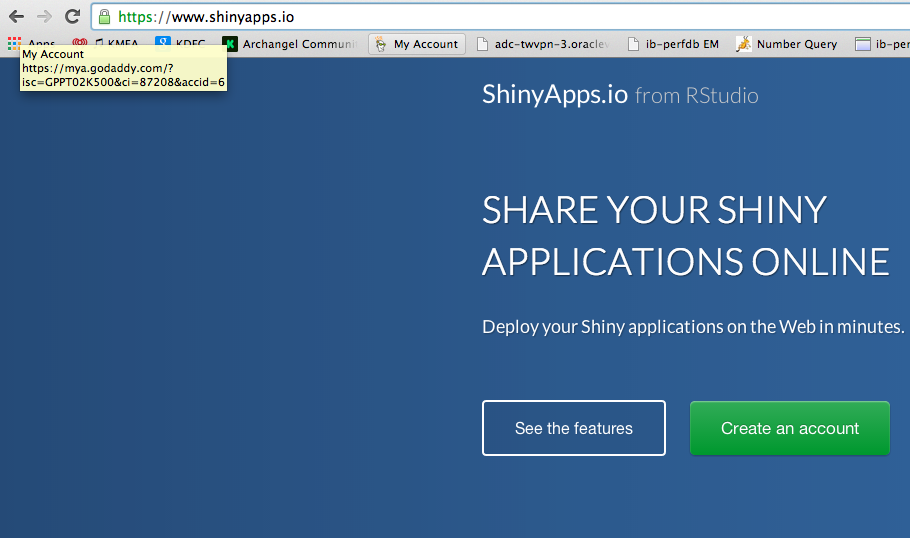 https://www.shinyapps.io
Apps KMFA KDFC Archangel Communi My Account adc-twvpn-3.oraclev ib-perfdb EM Number Query ib-per
My Account
https://mya.godaddy.com/?
isc=GPPT02K500&ci=87208&accid=6
ShinyApps.io from RStudio
SHARE YOUR SHINY
APPLICATIONS ONLINE
Deploy your Shiny applications on the Web in minutes.
See the features Create an account